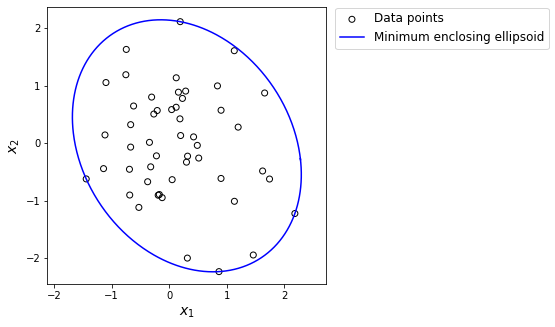 Data points
Minimum enclosing ellipsoid
2
1
0
−1
−2
x₂
−2
−1
0
1
2
x₁